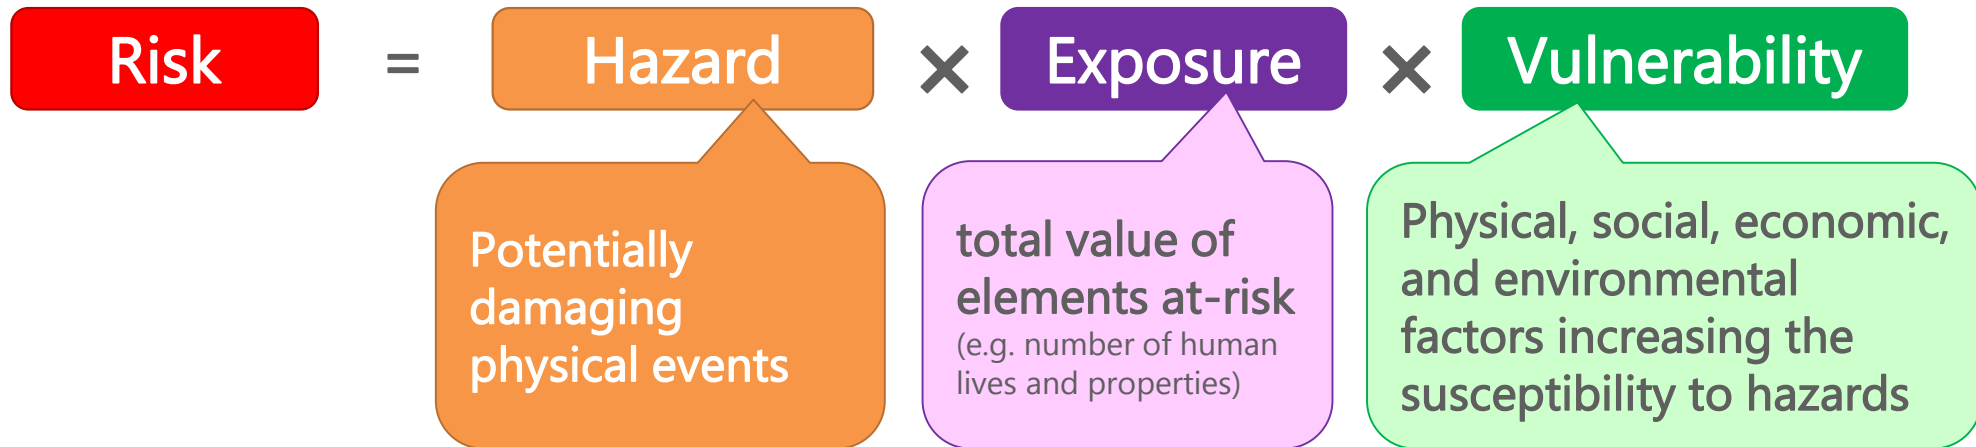 Risk = Hazard × Exposure × Vulnerability
Potentially
damaging
physical events
total value of
elements at-risk
(e.g. number of human
lives and properties)
Physical, social, economic,
and environmental
factors increasing the
susceptibility to hazards